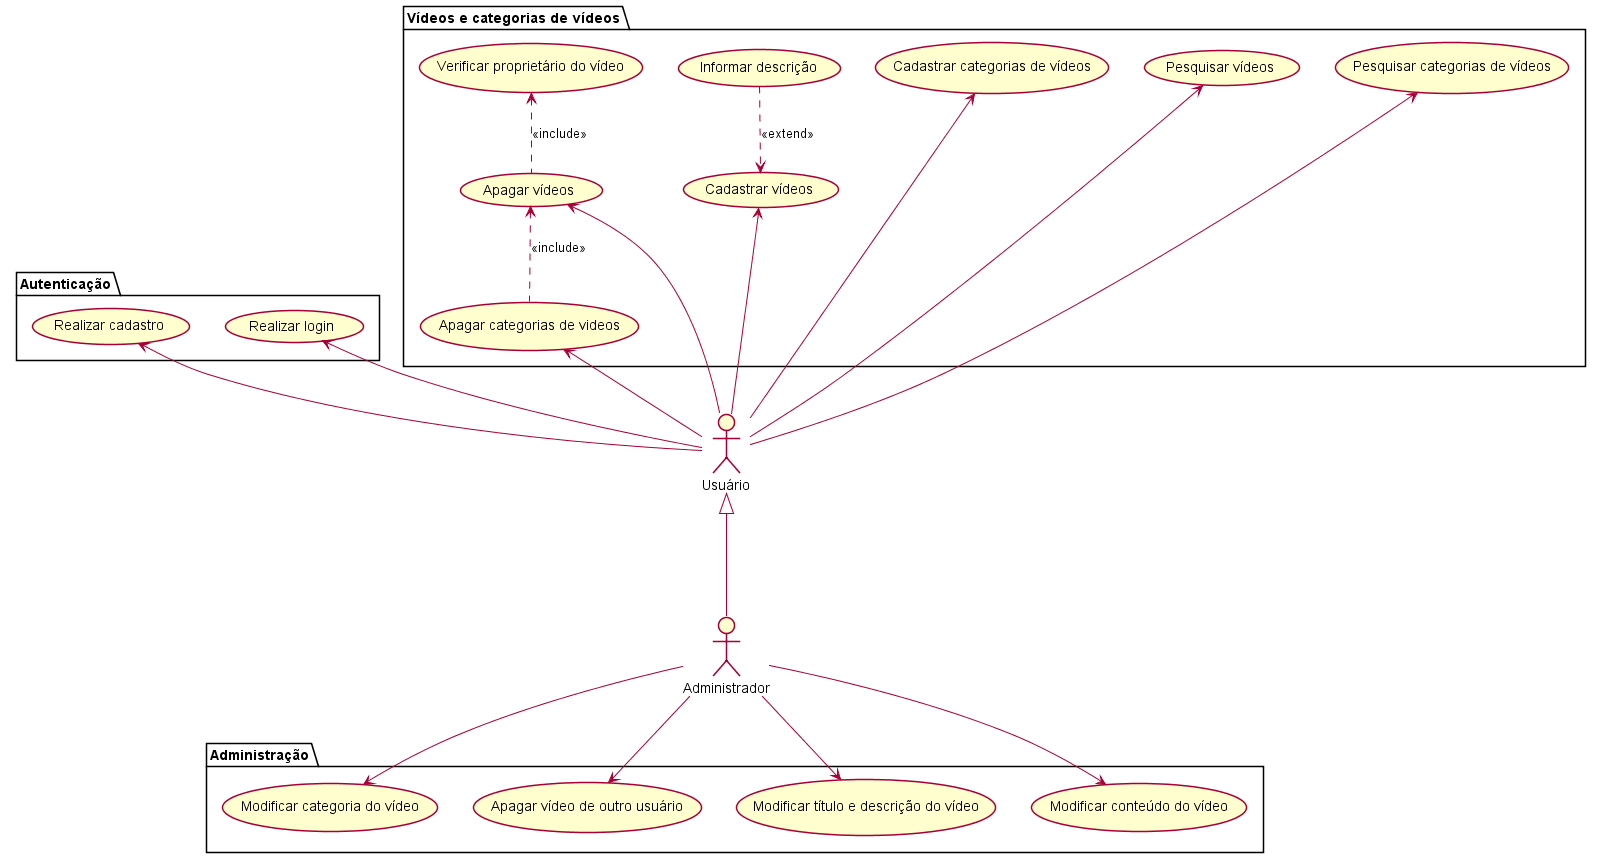 Vídeos e categorias de vídeos
Verificar proprietário do vídeo
Informar descrição
Cadastrar categorias de vídeos
Pesquisar vídeos
Pesquisar categorias de vídeos
«include»
«extend»
Apagar vídeos
Cadastrar vídeos
«include»
Autenticação
Realizar cadastro
Realizar login
Apagar categorias de videos
Usuário
Administrador
Administração
Modificar categoria do vídeo
Apagar vídeo de outro usuário
Modificar título e descrição do vídeo
Modificar conteúdo do vídeo